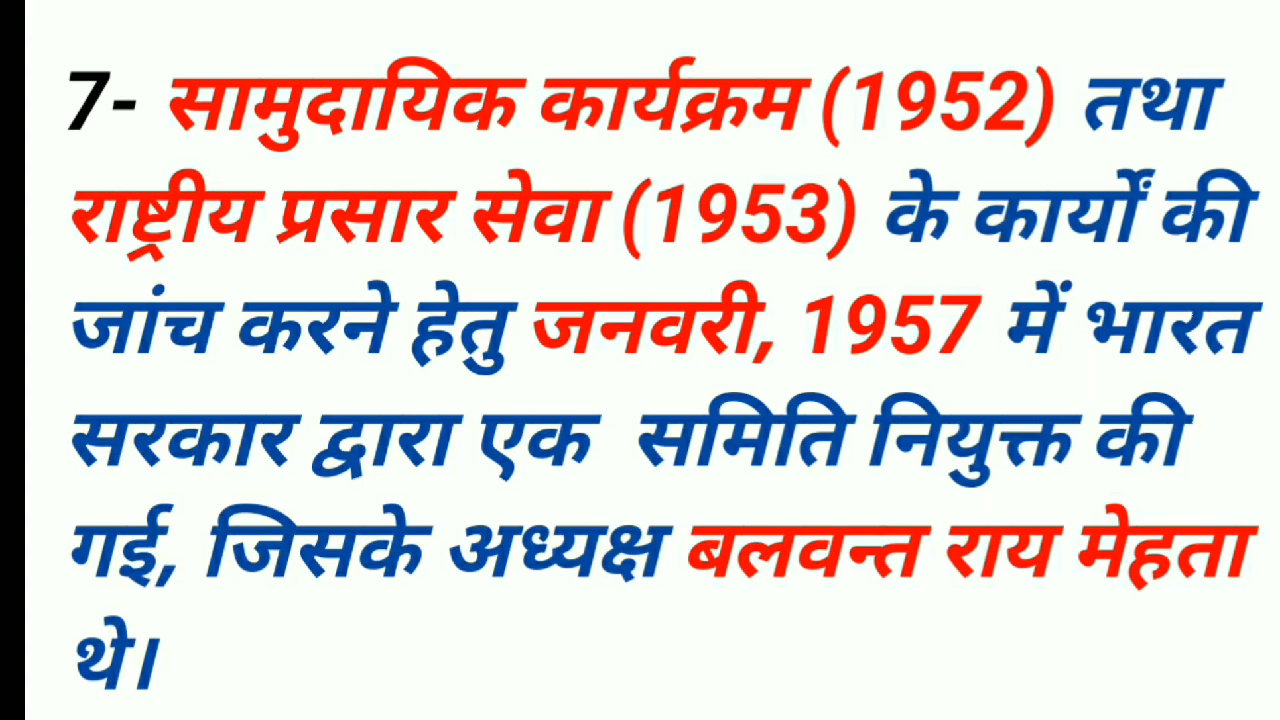 7- सामुदायिक कार्यक्रम (1952) तथा
राष्ट्रीय प्रसार सेवा (1953) के कार्यों की
जांच करने हेतु जनवरी, 1957 में भारत
सरकार द्वारा एक समिति नियुक्त की
गई, जिसके अध्यक्ष बलवन्त राय मेहता
थे।